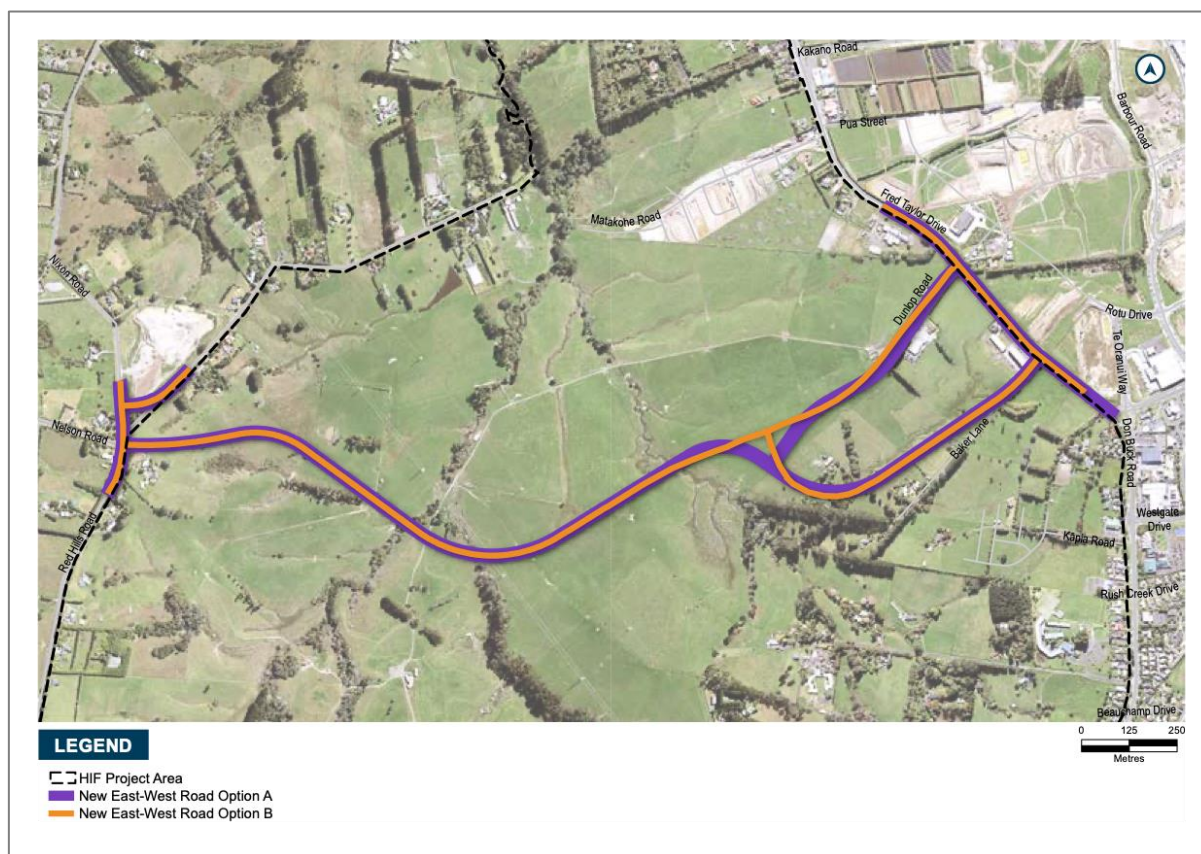 Kakano Road
Barbour Road
Pua Street
Fred Taylor Drive
Matakohe Road
Nixon Road
Dunlop Road
Rotu Drive
Te Oranui Way
Nelson Road
Don Buck Road
Baker Lane
Red Hills Road
Westgate
Drive
Kapia Road
Rush Creek Drive
Beauchamp Drive
0 125 250
Metres
LEGEND
HIF Project Area
New East-West Road Option A
New East-West Road Option B